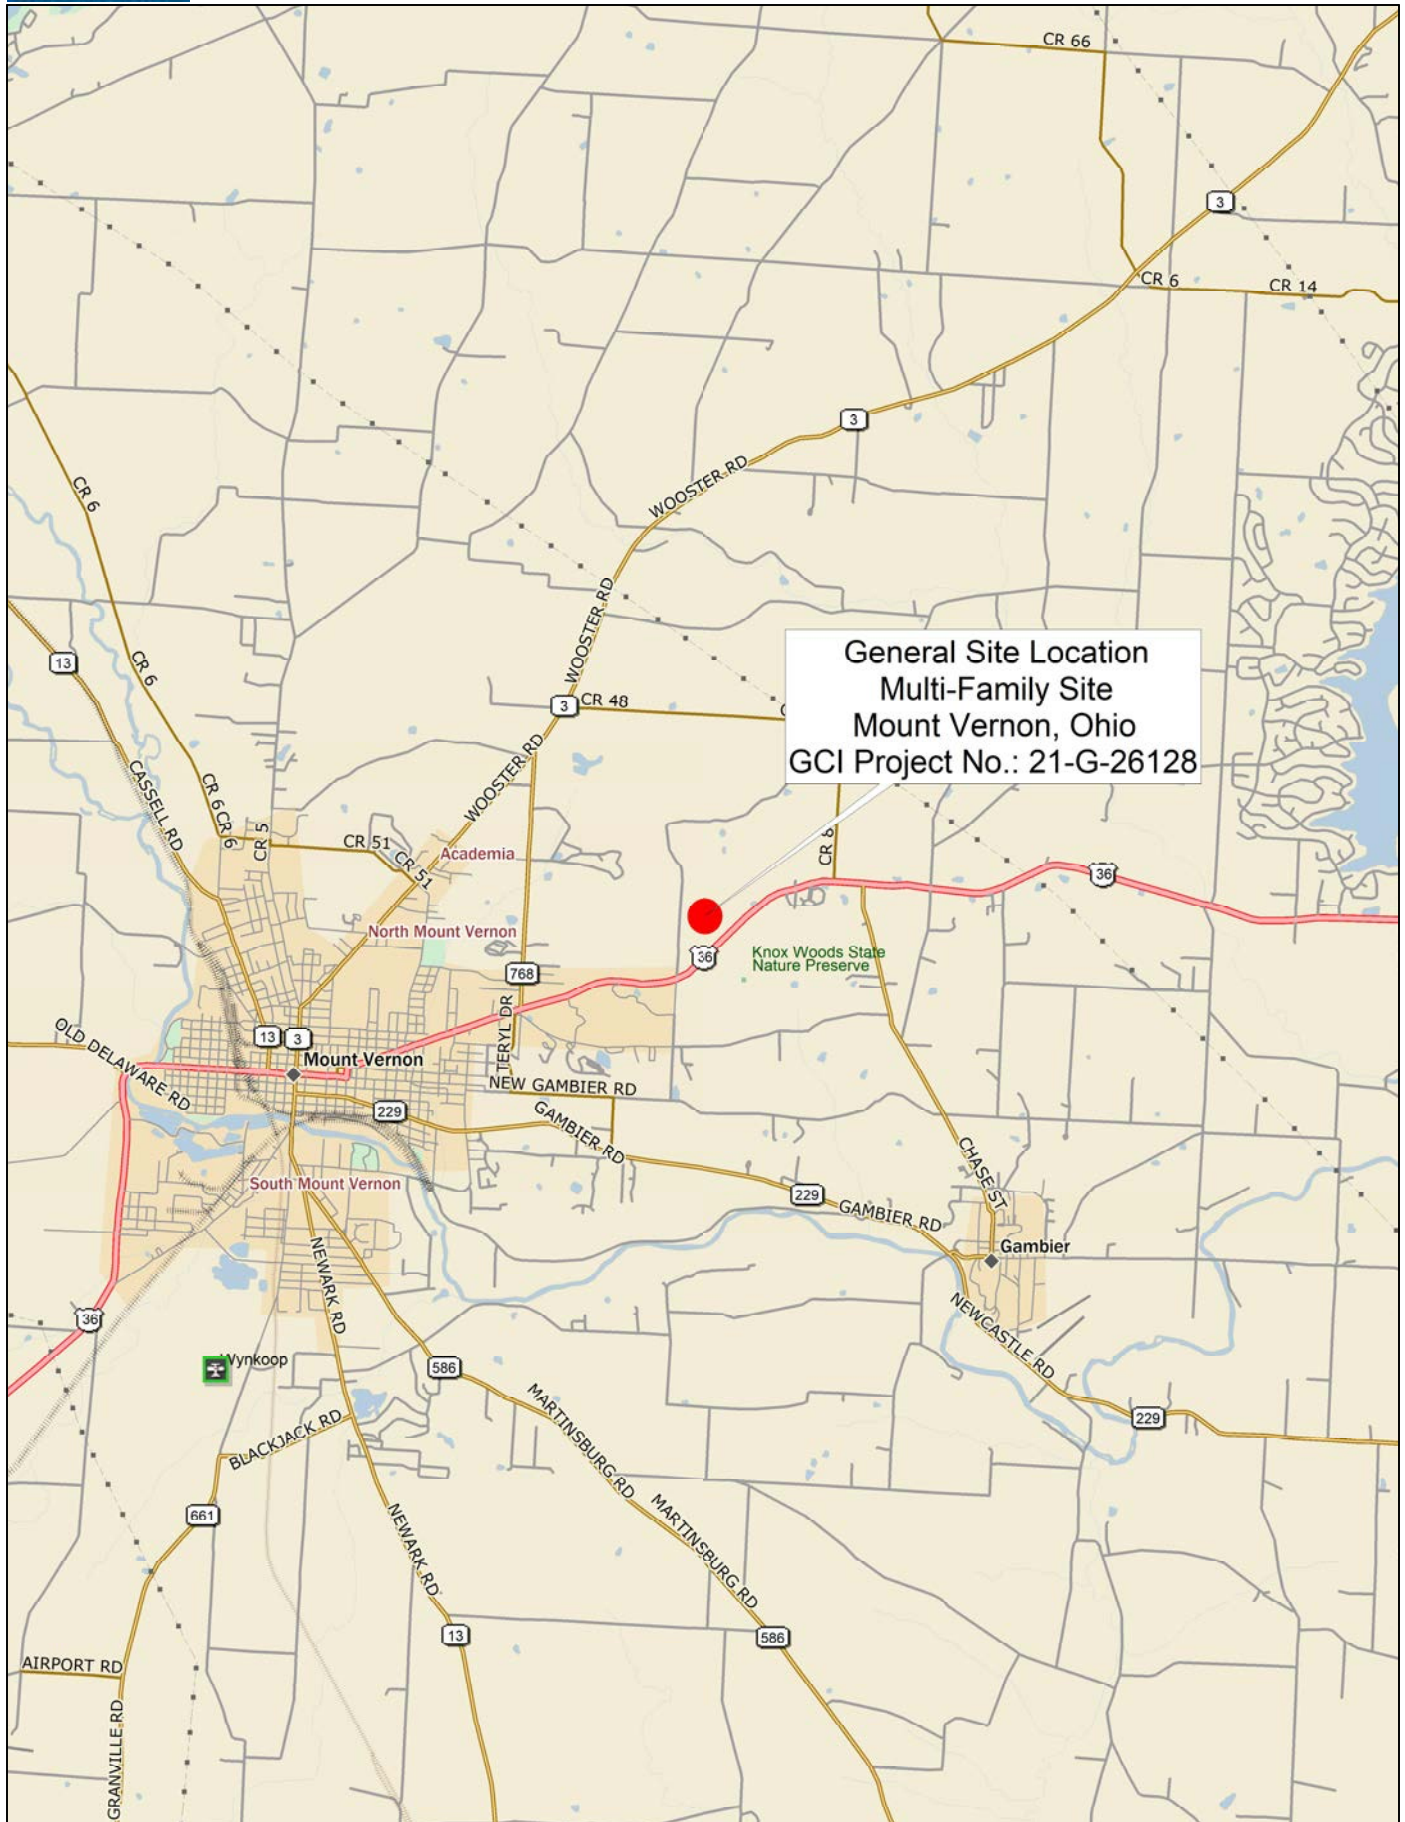 CR 66
3
CR 6
CR 14
3
WOOSTER RD
CR 6
WOOSTER RD
13
CR 6
General Site Location
Multi-Family Site
Mount Vernon, Ohio
GCI Project No.: 21-G-26128
3
CR 48
WOOSTER RD
CASSELL RD
CR 6
CR 6
CR 5
CR 51
CR 51
Academia
CR 8
36
North Mount Vernon
36
Knox Woods State
Nature Preserve
768
TERYL DR
OLD DELAWARE RD
13
3
Mount Vernon
NEW GAMBIER RD
229
GAMBIER RD
CHASE ST
South Mount Vernon
229
GAMBIER RD
Gambier
NEWARK RD
36
NEWCASTLE RD
Wynkoop
586
229
MARTINSBURG RD
BLACKJACK RD
661
NEWARK RD
MARTINSBURG RD
13
586
AIRPORT RD
GRANVILLE RD